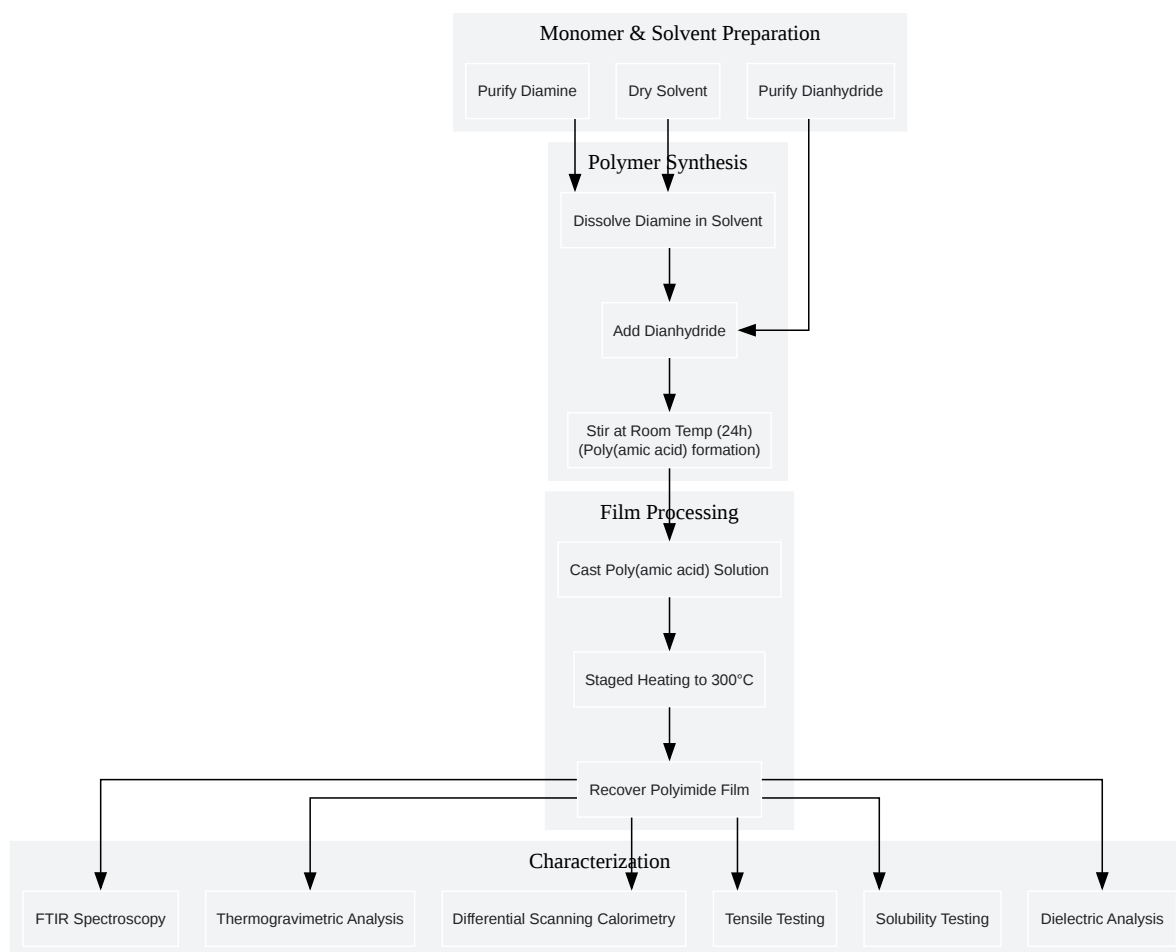 Monomer & Solvent Preparation
Purify Diamine
Dry Solvent
Purify Dianhydride
Polymer Synthesis
Dissolve Diamine in Solvent
Add Dianhydride
Stir at Room Temp (24h)
(Poly(amic acid) formation)
Film Processing
Cast Poly(amic acid) Solution
Staged Heating to 300°C
Recover Polyimide Film
Characterization
FTIR Spectroscopy
Thermogravimetric Analysis
Differential Scanning Calorimetry
Tensile Testing
Solubility Testing
Dielectric Analysis